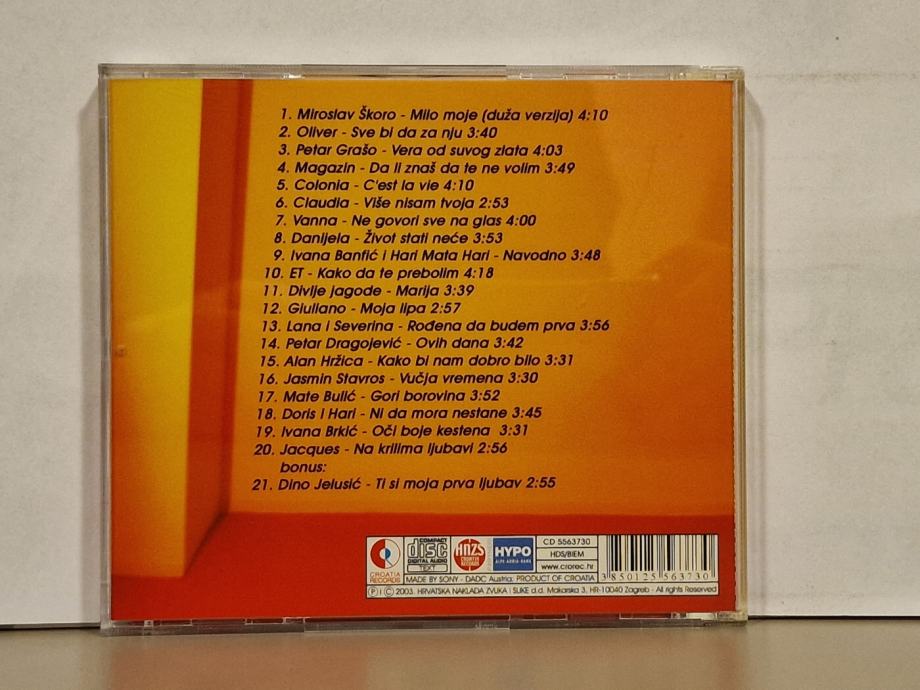 1. Miroslav Škoro - Milo moje (duža verzija) 4:10
2. Oliver - Sve bi da za nju 3:40
3. Petar Grašo - Vera od suvog zlata 4:03
4. Magazin - Da li znaš da te ne volim 3:49
5. Colonia - C'est la vie 4:10
6. Claudia - Više nisam tvoja 2:53
7. Vanna - Ne govori sve na glas 4:00
8. Danijela - Život stati neće 3:53
9. Ivana Banfić i Hari Mata Hari - Navodno 3:48
10. ET - Kako da te prebolim 4:18
11. Divlje jagode - Marija 3:39
12. Giuliano - Moja lipa 2:57
13. Lana i Severina - Rođena da budem prva 3:56
14. Petar Dragojević - Ovih dana 3:42
15. Alan Hržica - Kako bi nam dobro bilo 3:31
16. Jasmin Stavros - Vučja vremena 3:30
17. Mate Bulić - Gori borovina 3:52
18. Doris i Hari - Ni da mora nestane 3:45
19. Ivana Brkić - Oči boje kestena 3:31
20. Jacques - Na krilima ljubavi 2:56
bonus:
21. Dino Jelusić - Ti si moja prva ljubav 2:55
CROATIA
RECORDS
COMPACT
disc
DIGITAL AUDIO
TEXT
HNZS
CROATIA
RECORDS
HYPO
ALPE-ADRIA-BANK
CD 5563730
HDS/BIEM
www.crorec.hr
3 850125 563730
MADE BY SONY - DADC Austria; PRODUCT OF CROATIA
Ⓟ I © 2003. HRVATSKA NAKLADA ZVUKA i SLIKE d.d. Makarska 3, HR-10040 Zagreb - All rights Reserved